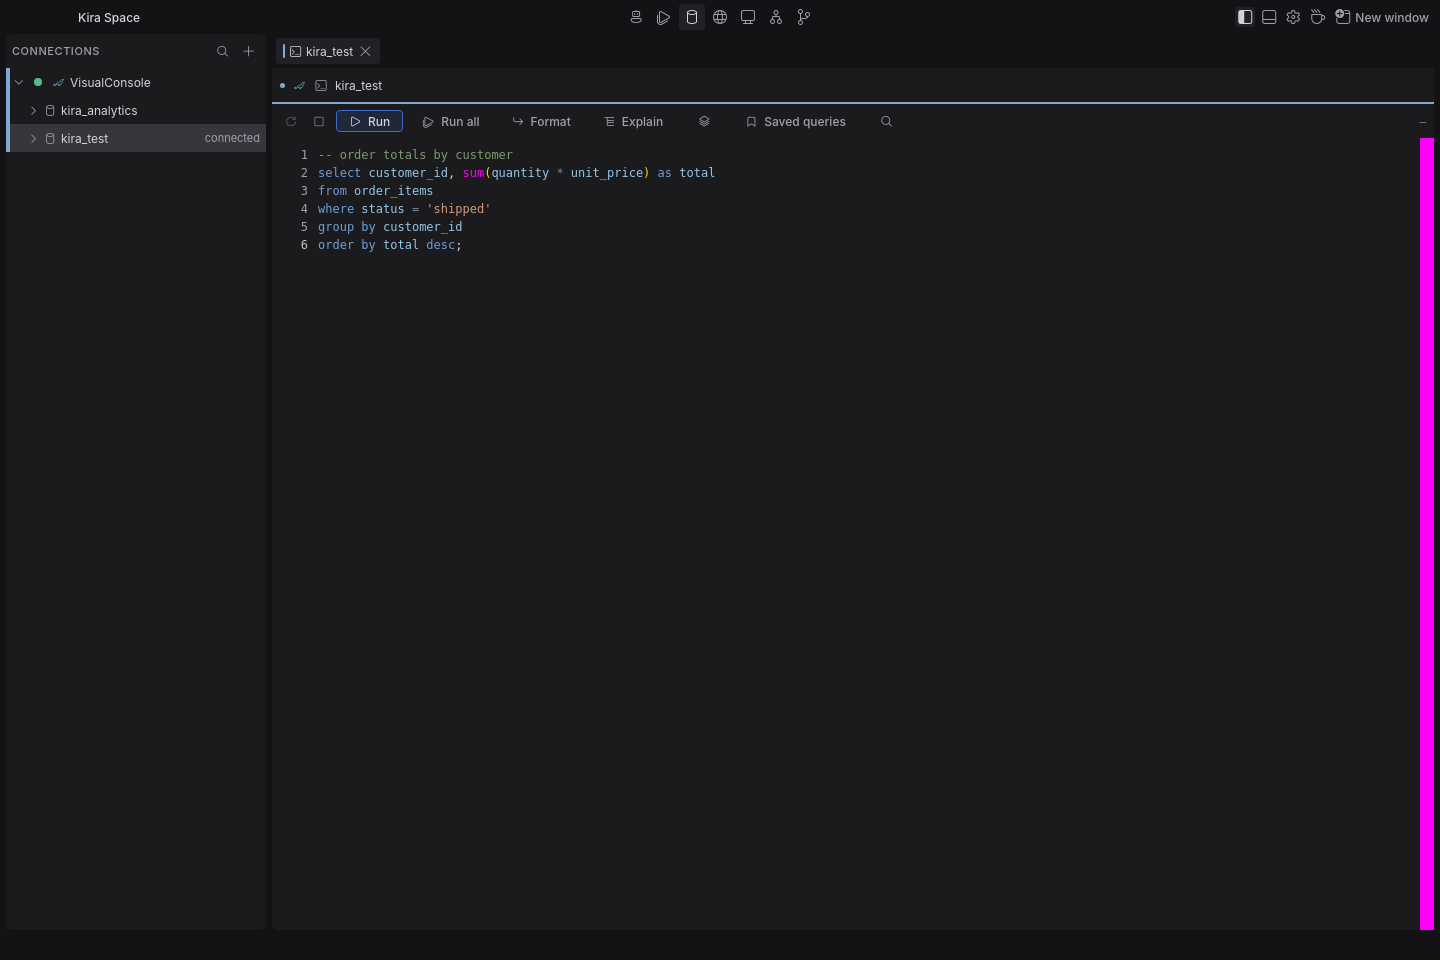 Kira Space
New window
CONNECTIONS
kira_test
VisualConsole
kira_test
kira_analytics
kira_test connected
Run
Run all
Format
Explain
Saved queries
1 -- order totals by customer
2 select customer_id, sum(quantity * unit_price) as total
3 from order_items
4 where status = 'shipped'
5 group by customer_id
6 order by total desc;